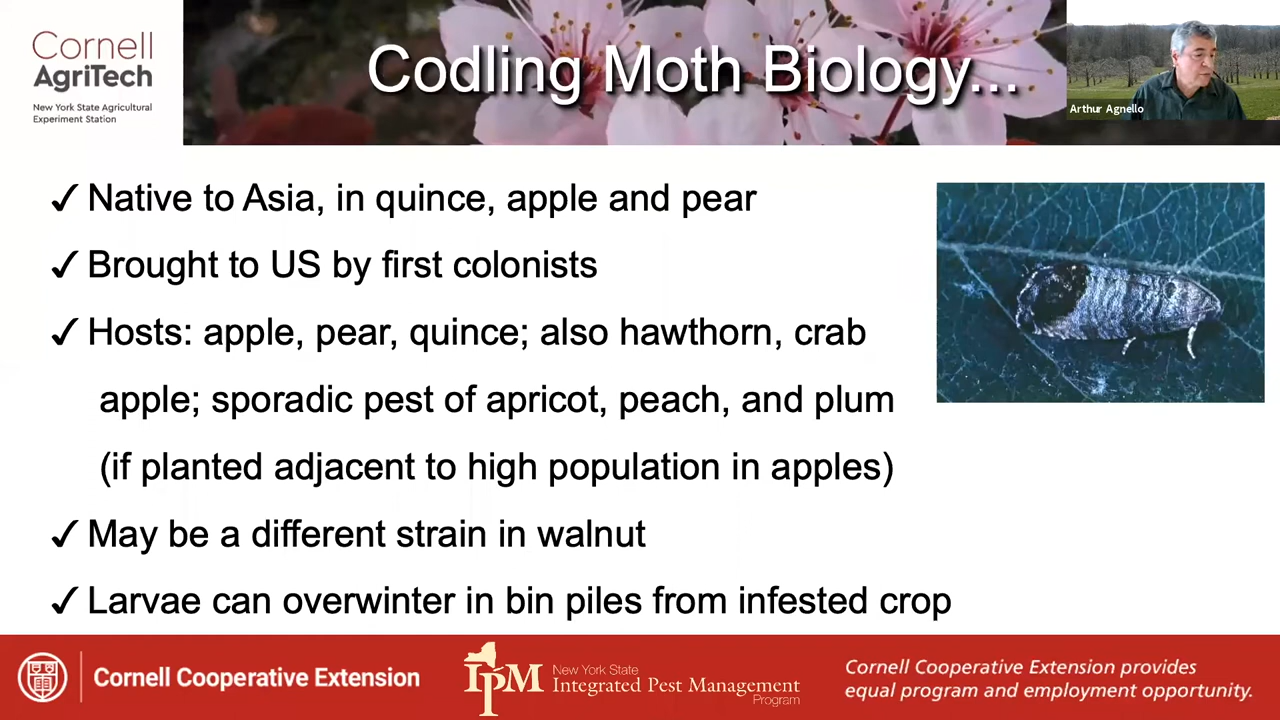 Cornell
AgriTech
New York State Agricultural
Experiment Station
Codling Moth Biology...
Arthur Agnello
✓ Native to Asia, in quince, apple and pear
✓ Brought to US by first colonists
✓ Hosts: apple, pear, quince; also hawthorn, crab
apple; sporadic pest of apricot, peach, and plum
(if planted adjacent to high population in apples)
✓ May be a different strain in walnut
✓ Larvae can overwinter in bin piles from infested crop
Cornell Cooperative Extension
IPM
New York State
Integrated Pest Management
Program
Cornell Cooperative Extension provides
equal program and employment opportunity.